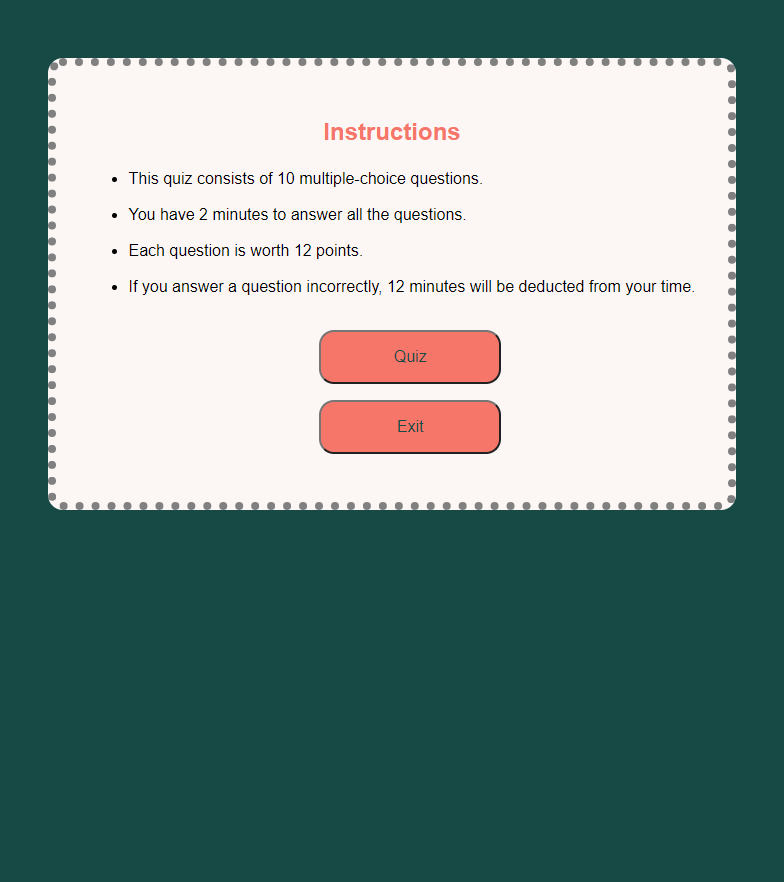 Instructions
This quiz consists of 10 multiple-choice questions.
You have 2 minutes to answer all the questions.
Each question is worth 12 points.
If you answer a question incorrectly, 12 minutes will be deducted from your time.
Quiz
Exit